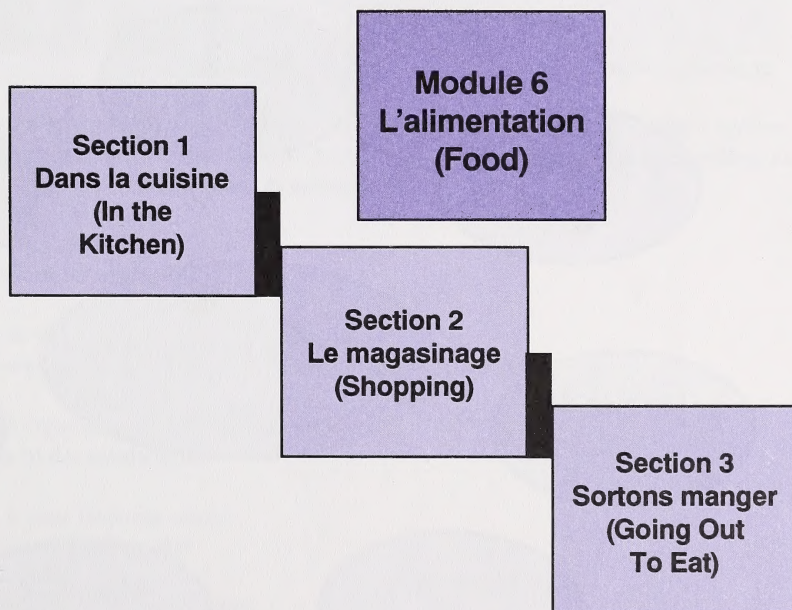 Module 6
L'alimentation
(Food)
Section 1
Dans la cuisine
(In the
Kitchen)
Section 2
Le magasinage
(Shopping)
Section 3
Sortons manger
(Going Out
To Eat)